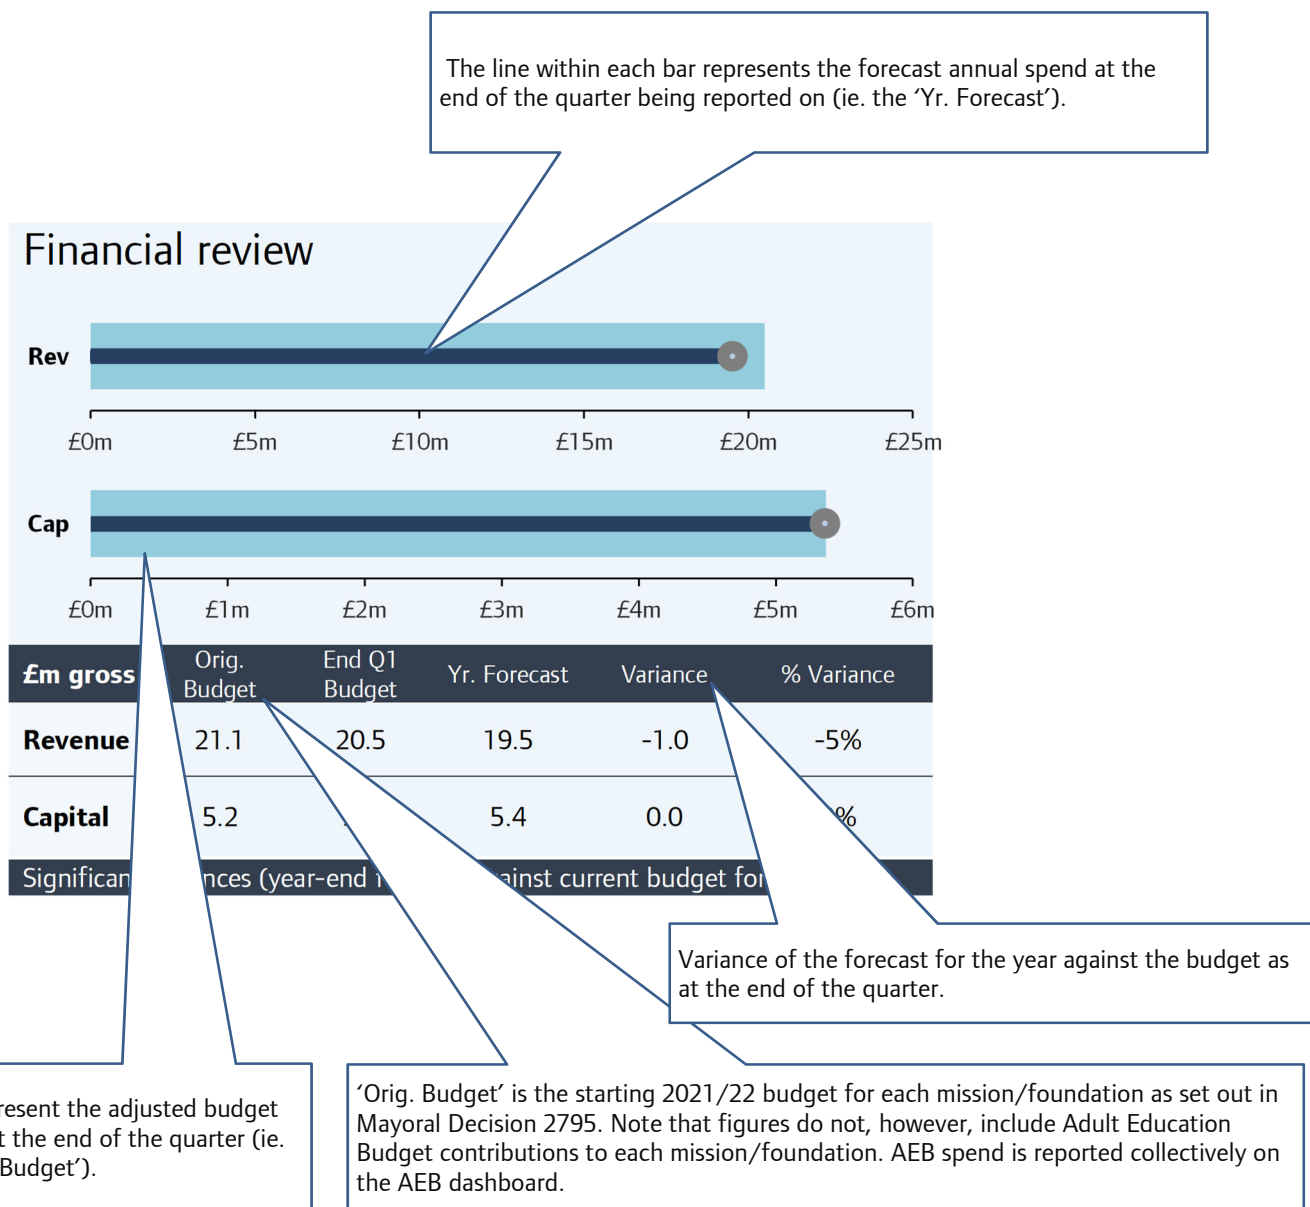 The line within each bar represents the forecast annual spend at the
end of the quarter being reported on (ie. the ‘Yr. Forecast’).
Financial review
Rev
£0m £5m £10m £15m £20m £25m
Cap
£0m £1m £2m £3m £4m £5m £6m
£m gross Orig. Budget End Q1 Budget Yr. Forecast Variance % Variance
Revenue 21.1 20.5 19.5 -1.0 -5%
Capital 5.2 5.4 0.0 %
(year-end against current budget
Variance of the forecast for the year against the budget as
at the end of the quarter.
the adjusted budget
the end of the quarter (ie.
Budget’).
‘Orig. Budget’ is the starting 2021/22 budget for each mission/foundation as set out in
Mayoral Decision 2795. Note that figures do not, however, include Adult Education
Budget contributions to each mission/foundation. AEB spend is reported collectively on
the AEB dashboard.